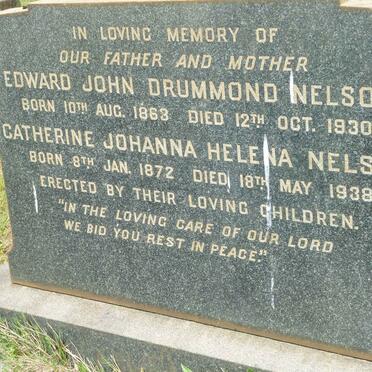 IN LOVING MEMORY OF
OUR FATHER AND MOTHER
EDWARD JOHN DRUMMOND NELSO
BORN 10TH AUG. 1863 DIED 12TH OCT. 1930
CATHERINE JOHANNA HELENA NELS
BORN 8TH JAN. 1872 DIED 18TH MAY 1938
ERECTED BY THEIR LOVING CHILDREN.
"IN THE LOVING CARE OF OUR LORD
WE BID YOU REST IN PEACE."